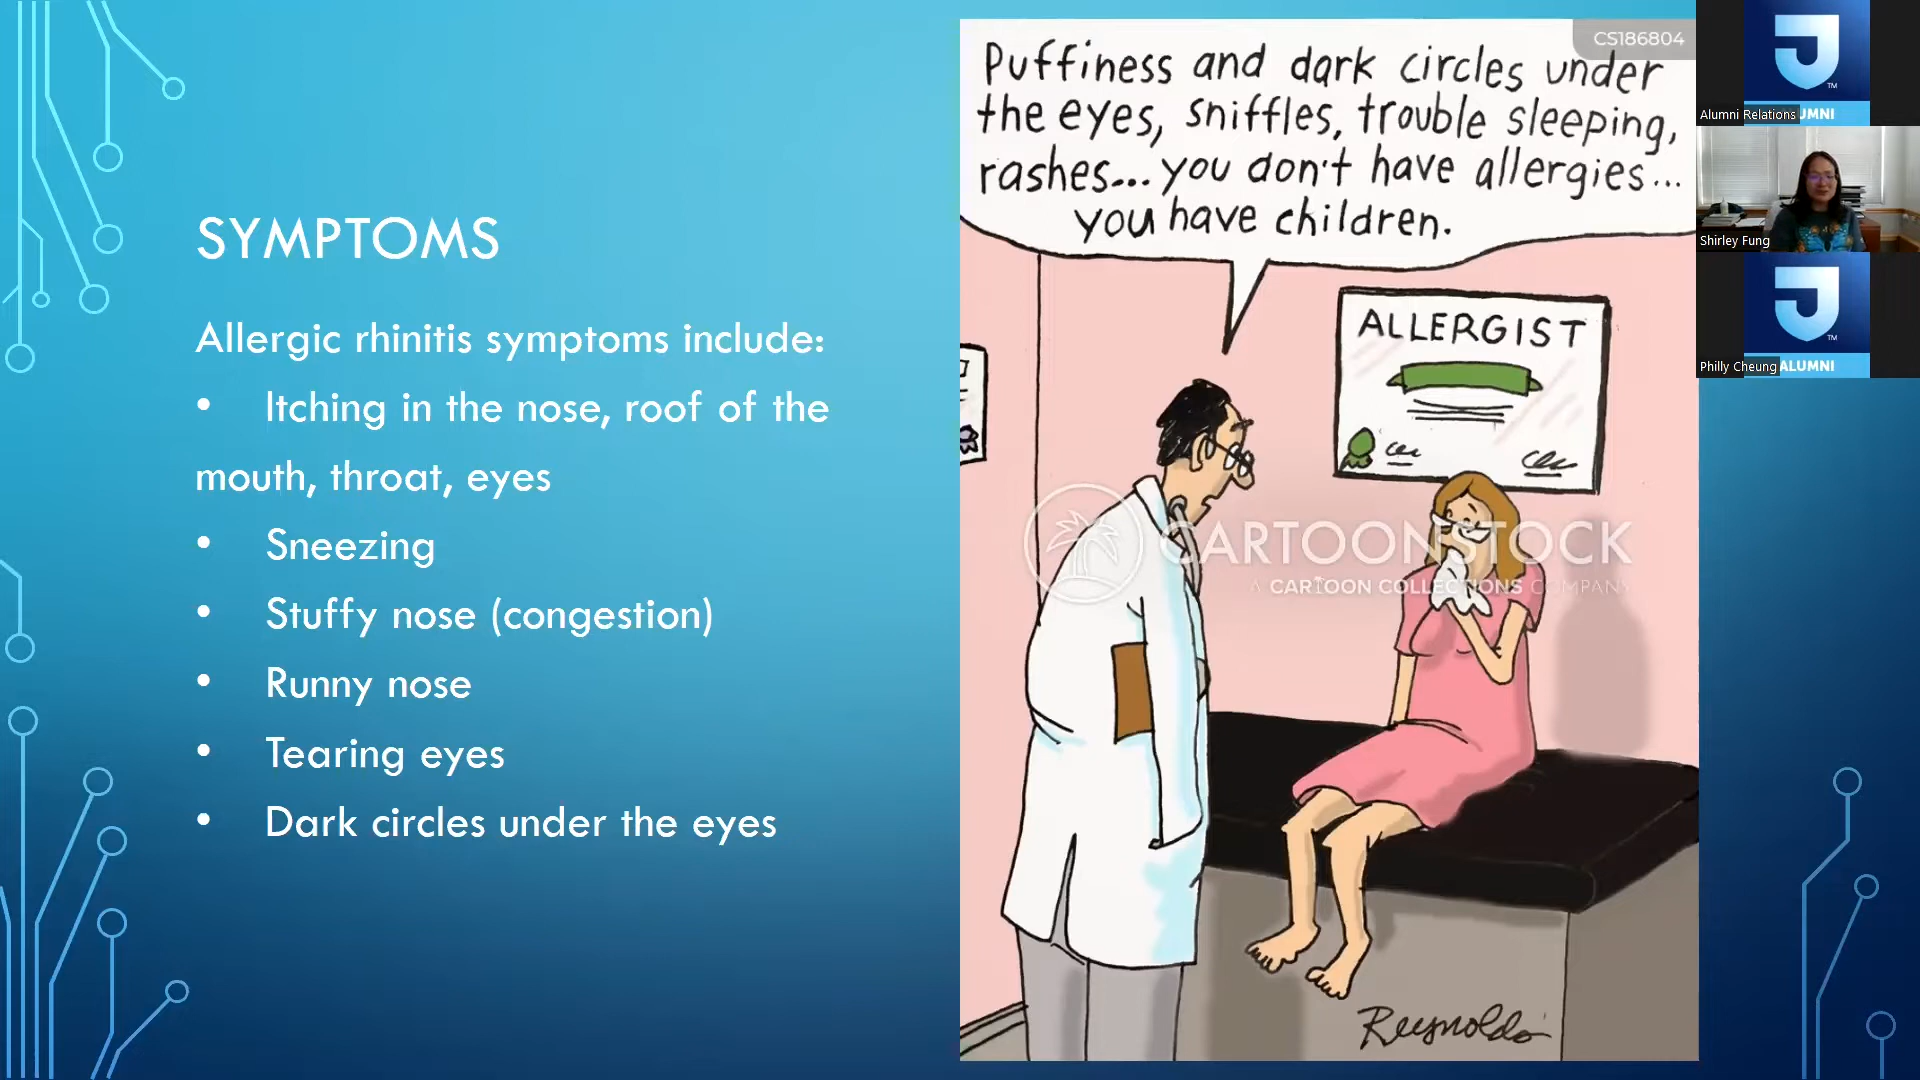 SYMPTOMS
Allergic rhinitis symptoms include:
• Itching in the nose, roof of the
mouth, throat, eyes
• Sneezing
• Stuffy nose (congestion)
• Runny nose
• Tearing eyes
• Dark circles under the eyes
CS186804
Puffiness and dark circles under
the eyes, sniffles, trouble sleeping,
rashes... you don't have allergies...
you have children.
ALLERGIST
CARTOONSTOCK
A CARTOON COLLECTIONS COMPANY
Reynolds
J
TM
Alumni Relations
UMNI
Shirley Fung
J
TM
Philly Cheung
ALUMNI